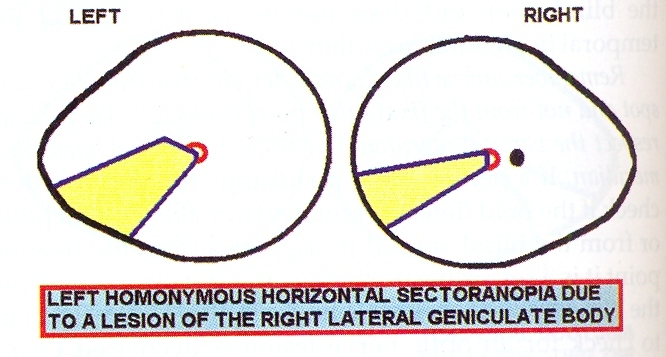 LEFT
RIGHT
LEFT HOMONYMOUS HORIZONTAL SECTORANOPIA DUE
TO A LESION OF THE RIGHT LATERAL GENICULATE BODY